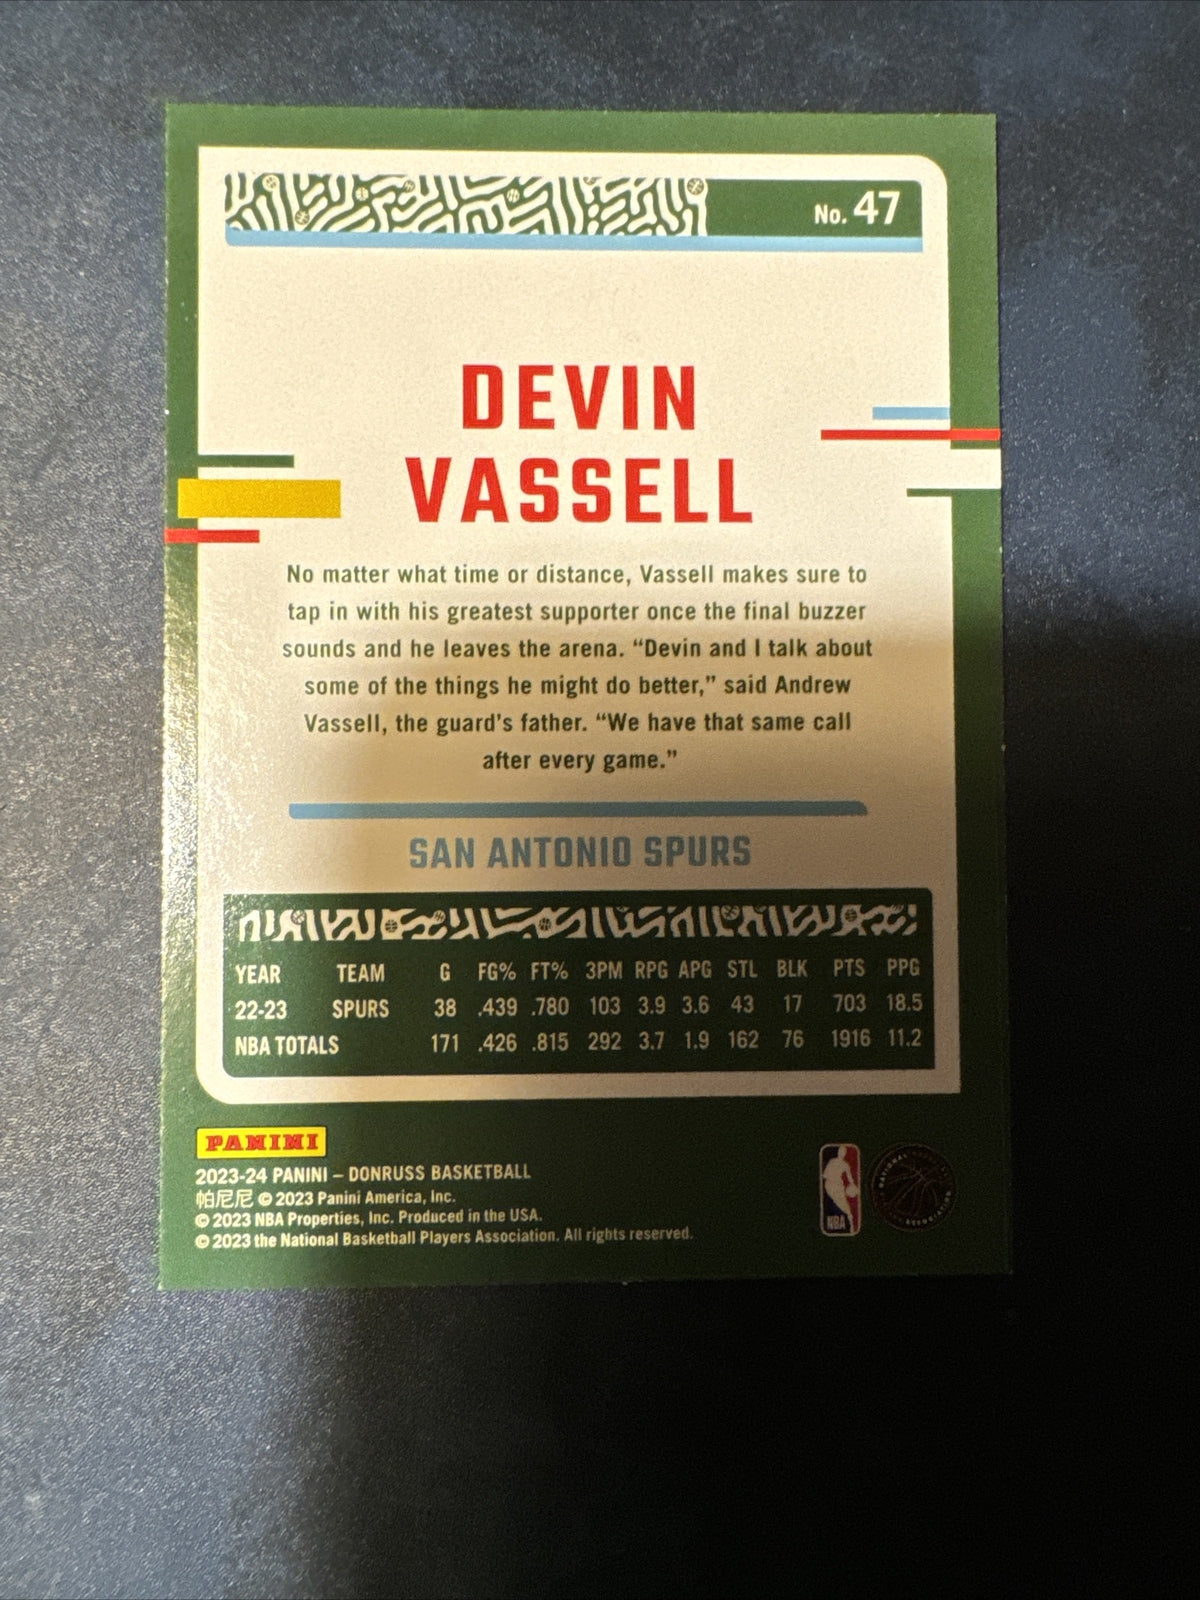 No. 47
DEVIN
VASSELL
No matter what time or distance, Vassell makes sure to
tap in with his greatest supporter once the final buzzer
sounds and he leaves the arena. “Devin and I talk about
some of the things he might do better,” said Andrew
Vassell, the guard’s father. “We have that same call
after every game.”
SAN ANTONIO SPURS
YEAR TEAM G FG% FT% 3PM RPG APG STL BLK PTS PPG
22-23 SPURS 38 .439 .780 103 3.9 3.6 43 17 703 18.5
NBA TOTALS 171 .426 .815 292 3.7 1.9 162 76 1916 11.2
PANINI
2023-24 PANINI – DONRUSS BASKETBALL
帕尼尼 © 2023 Panini America, Inc.
© 2023 NBA Properties, Inc. Produced in the USA.
© 2023 the National Basketball Players Association. All rights reserved.
NBA
NATIONAL
ASSOCIATION